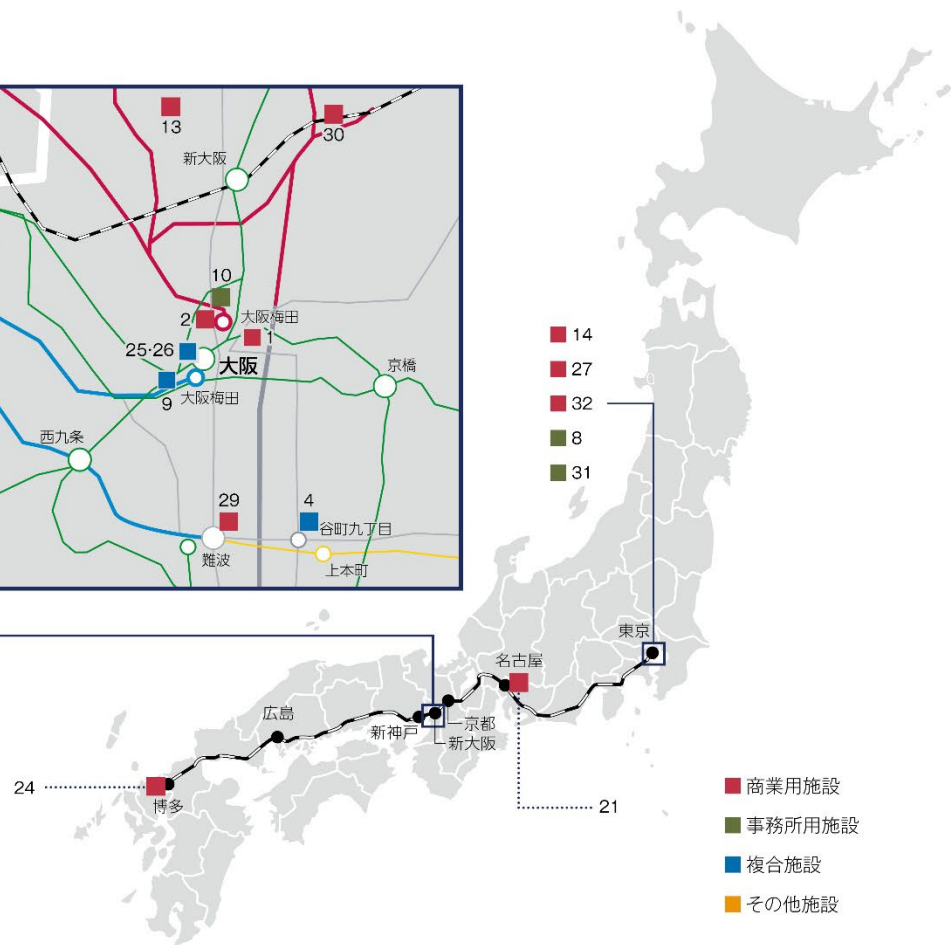 13
30
新大阪
10
2
大阪梅田
1
25・26
大阪
京橋
9
大阪梅田
西九条
29
4
谷町九丁目
難波
上本町
14
27
32
8
31
東京
名古屋
広島
新神戸
京都
新大阪
24
博多
21
商業用施設
事務所用施設
複合施設
その他施設